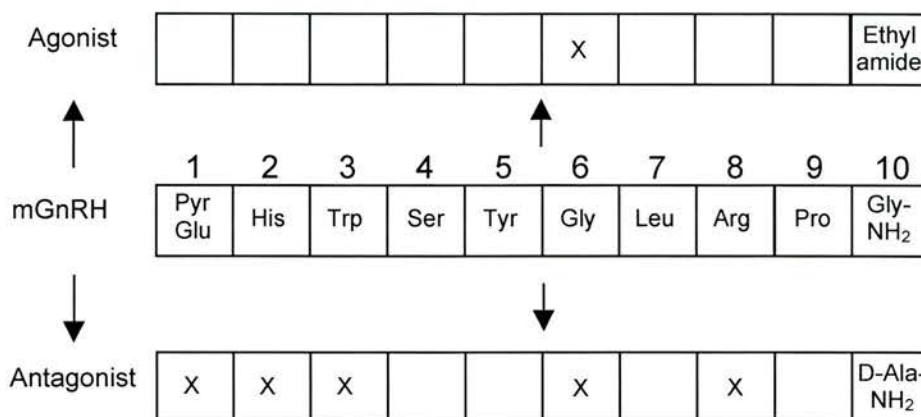 Agonist
X
Ethyl
amide
1 2 3 4 5 6 7 8 9 10
mGnRH
Pyr
Glu
His
Trp
Ser
Tyr
Gly
Leu
Arg
Pro
Gly-
NH₂
Antagonist
X
X
X
X
X
D-Ala-
NH₂